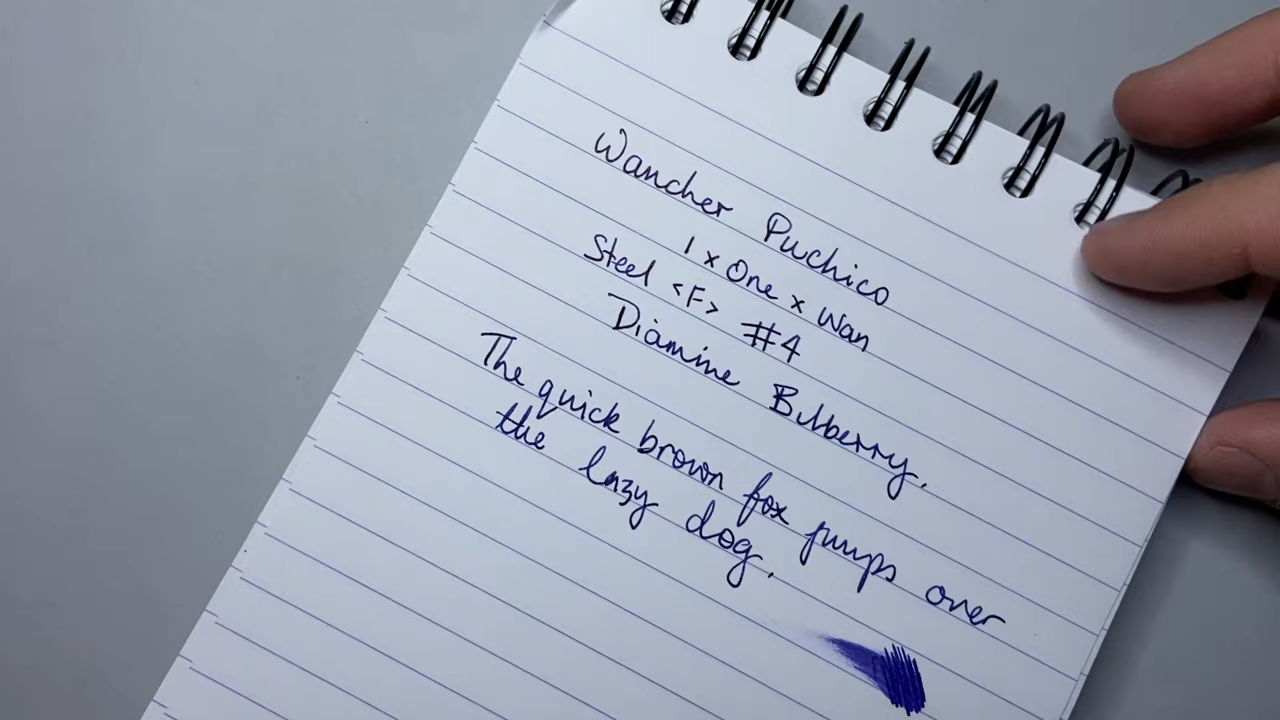 Wancher Puchico
1 x One x Wan
Steel <F> #4
Diamine Bilberry.
The quick brown fox jumps over
the lazy dog.